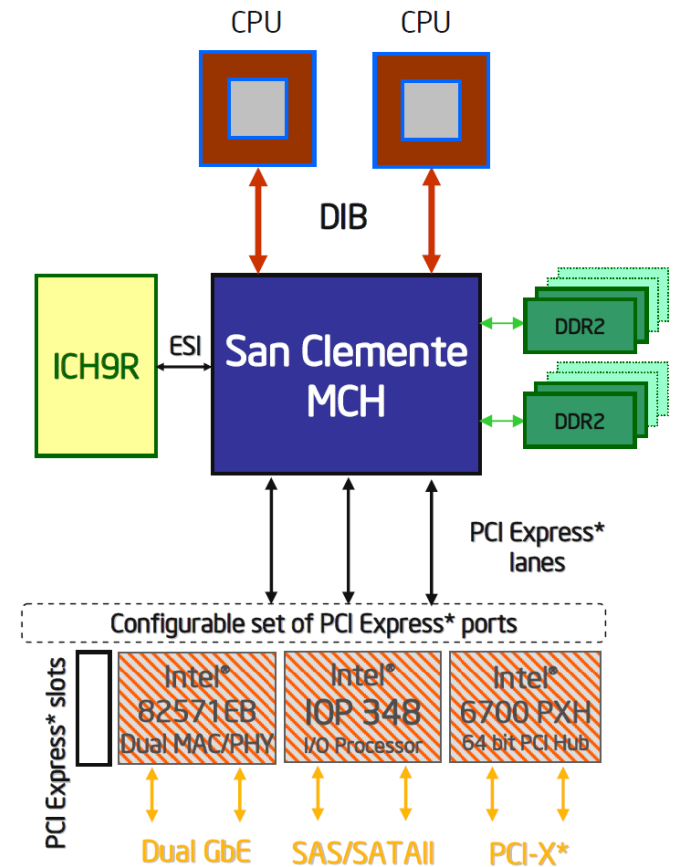 CPU
CPU
DIB
ICH9R
ESI
San Clemente
MCH
DDR2
DDR2
PCI Express*
lanes
Configurable set of PCI Express* ports
PCI Express* slots
Intel®
82571EB
Dual MAC/PHY
Intel®
IOP 348
I/O Processor
Intel®
6700 PXH
64 bit PCI Hub
Dual GbE
SAS/SATAII
PCI-X*